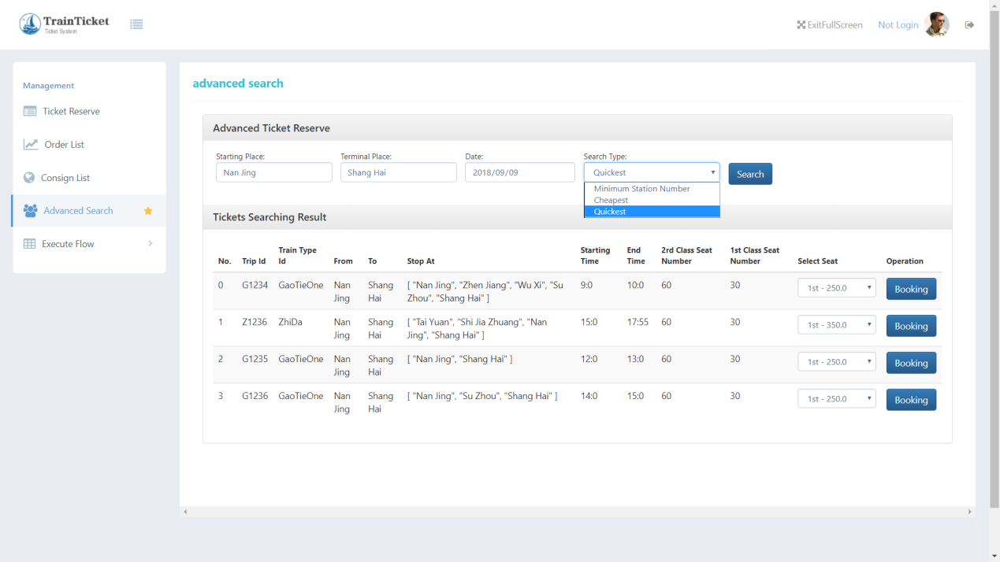 TrainTicket
Ticket System
ExitFullScreen
Not Login
Management
Ticket Reserve
Order List
Consign List
Advanced Search
Execute Flow
advanced search
Advanced Ticket Reserve
Starting Place: Terminal Place: Date: Search Type:
Nan Jing Shang Hai 2018/09/09 Quickest Search
Minimum Station Number
Cheapest
Quickest
Tickets Searching Result
No. Trip Id Train Type Id From To Stop At Starting Time End Time 2rd Class Seat Number 1st Class Seat Number Select Seat Operation
0 G1234 GaoTieOne Nan Jing Shang Hai [ "Nan Jing", "Zhen Jiang", "Wu Xi", "Su Zhou", "Shang Hai" ] 9:0 10:0 60 30 1st - 250.0 Booking
1 Z1236 ZhiDa Nan Jing Shang Hai [ "Tai Yuan", "Shi Jia Zhuang", "Nan Jing", "Shang Hai" ] 15:0 17:55 60 30 1st - 350.0 Booking
2 G1235 GaoTieOne Nan Jing Shang Hai [ "Nan Jing", "Shang Hai" ] 12:0 13:0 60 30 1st - 250.0 Booking
3 G1236 GaoTieOne Nan Jing Shang Hai [ "Nan Jing", "Su Zhou", "Shang Hai" ] 14:0 15:0 60 30 1st - 250.0 Booking